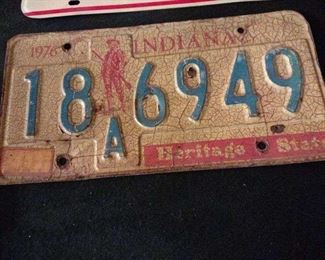 1976 INDIANA
18 6949
A
Heritage State